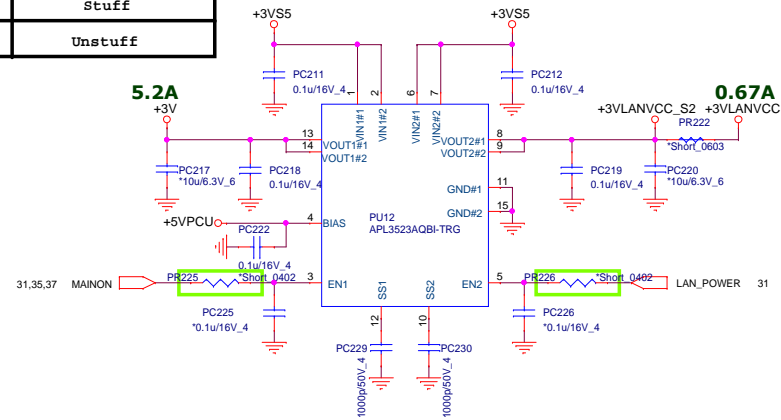 Stuff
Unstuff
+3VS5
+3VS5
PC211
0.1u/16V_4
PC212
0.1u/16V_4
5.2A
+3V
0.67A
+3VLANVCC_S2
+3VLANVCC
PR222
*Short_0603
1
2
6
7
VIN1#1
VIN1#2
VIN2#1
VIN2#2
13
14
VOUT1#1
VOUT1#2
VOUT2#1
VOUT2#2
8
9
PC217
*10u/6.3V_6
PC218
0.1u/16V_4
PC219
0.1u/16V_4
PC220
*10u/6.3V_6
GND#1
11
GND#2
15
+5VPCU
4
BIAS
PU12
APL3523AQBI-TRG
PC222
0.1u/16V_4
31,35,37
MAINON
PR225
*Short_0402
3
EN1
EN2
5
PR226
*Short_0402
LAN_POWER
31
SS1
SS2
12
10
PC225
*0.1u/16V_4
PC226
*0.1u/16V_4
PC229
1000p/50V_4
PC230
1000p/50V_4